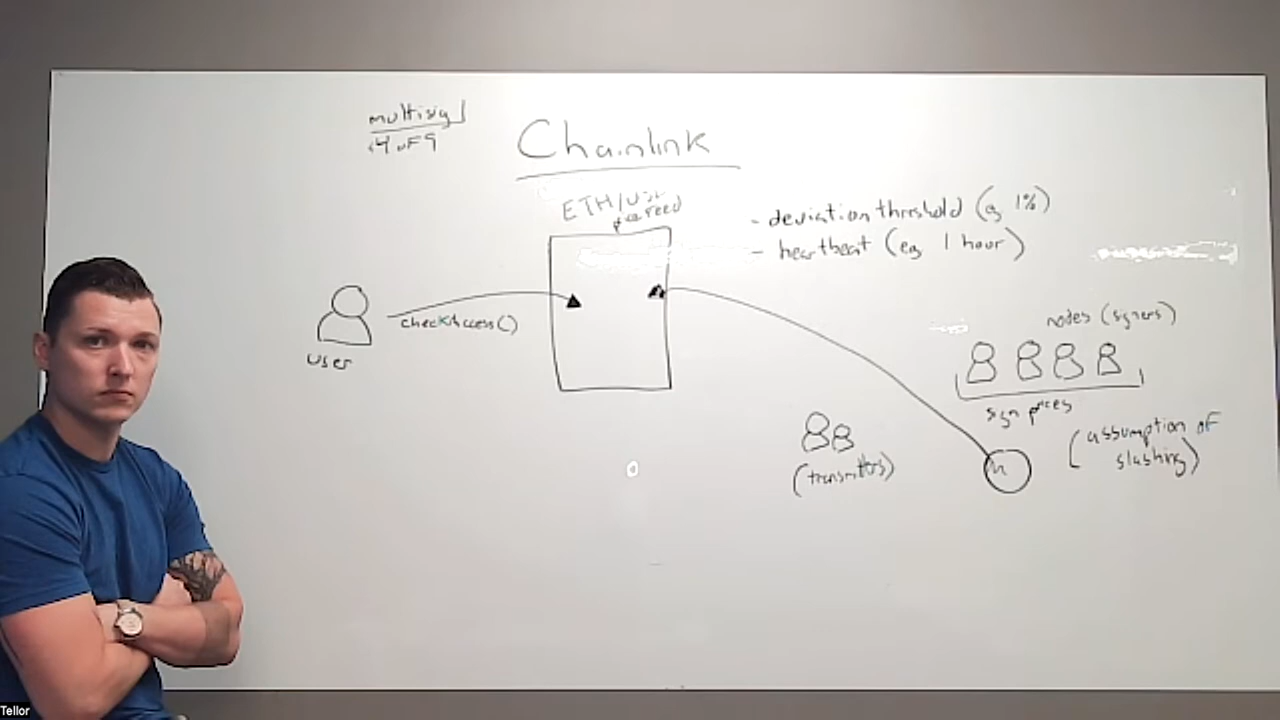 multisig
4 of 9
Chainlink
ETH/USD
feed
- deviation threshold (eg 1%)
- heartbeat (eg 1 hour)
checkAccess()
user
nodes (signers)
sign prices
(assumption of
slashing)
(transmitters)
Tellor